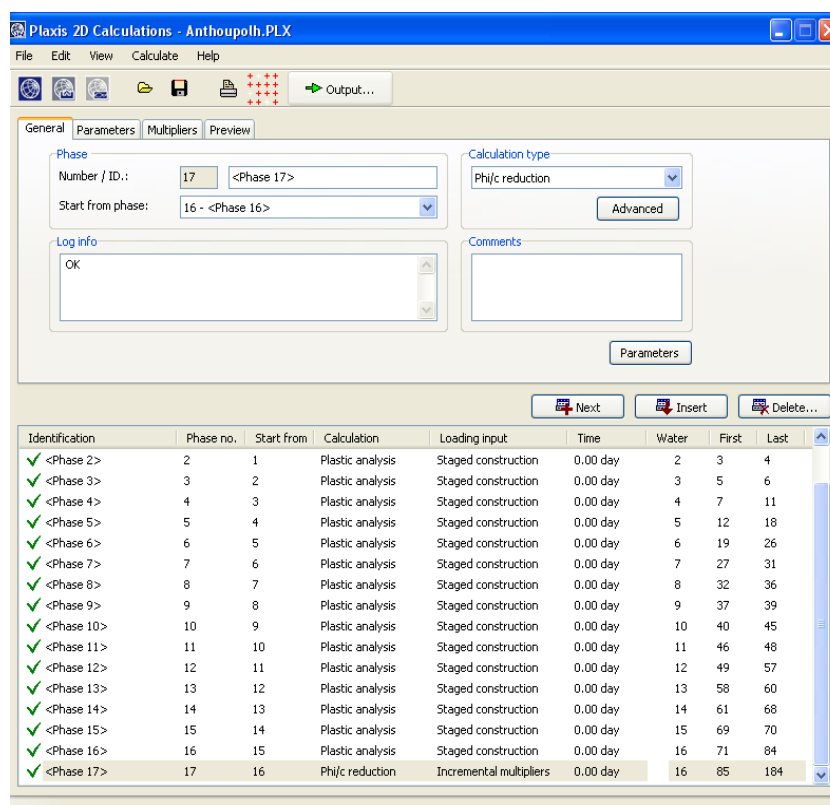 Plaxis 2D Calculations - Anthoupolh.PLX
File Edit View Calculate Help
Output...
General Parameters Multipliers Preview
Phase
Number / ID.: 17 <Phase 17>
Start from phase: 16 - <Phase 16>
Calculation type
Phi/c reduction
Advanced
Log info
OK
Comments
Parameters
Next Insert Delete...
Identification Phase no. Start from Calculation Loading input Time Water First Last
<Phase 2> 2 1 Plastic analysis Staged construction 0.00 day 2 3 4
<Phase 3> 3 2 Plastic analysis Staged construction 0.00 day 3 5 6
<Phase 4> 4 3 Plastic analysis Staged construction 0.00 day 4 7 11
<Phase 5> 5 4 Plastic analysis Staged construction 0.00 day 5 12 18
<Phase 6> 6 5 Plastic analysis Staged construction 0.00 day 6 19 26
<Phase 7> 7 6 Plastic analysis Staged construction 0.00 day 7 27 31
<Phase 8> 8 7 Plastic analysis Staged construction 0.00 day 8 32 36
<Phase 9> 9 8 Plastic analysis Staged construction 0.00 day 9 37 39
<Phase 10> 10 9 Plastic analysis Staged construction 0.00 day 10 40 45
<Phase 11> 11 10 Plastic analysis Staged construction 0.00 day 11 46 48
<Phase 12> 12 11 Plastic analysis Staged construction 0.00 day 12 49 57
<Phase 13> 13 12 Plastic analysis Staged construction 0.00 day 13 58 60
<Phase 14> 14 13 Plastic analysis Staged construction 0.00 day 14 61 68
<Phase 15> 15 14 Plastic analysis Staged construction 0.00 day 15 69 70
<Phase 16> 16 15 Plastic analysis Staged construction 0.00 day 16 71 84
<Phase 17> 17 16 Phi/c reduction Incremental multipliers 0.00 day 16 85 184